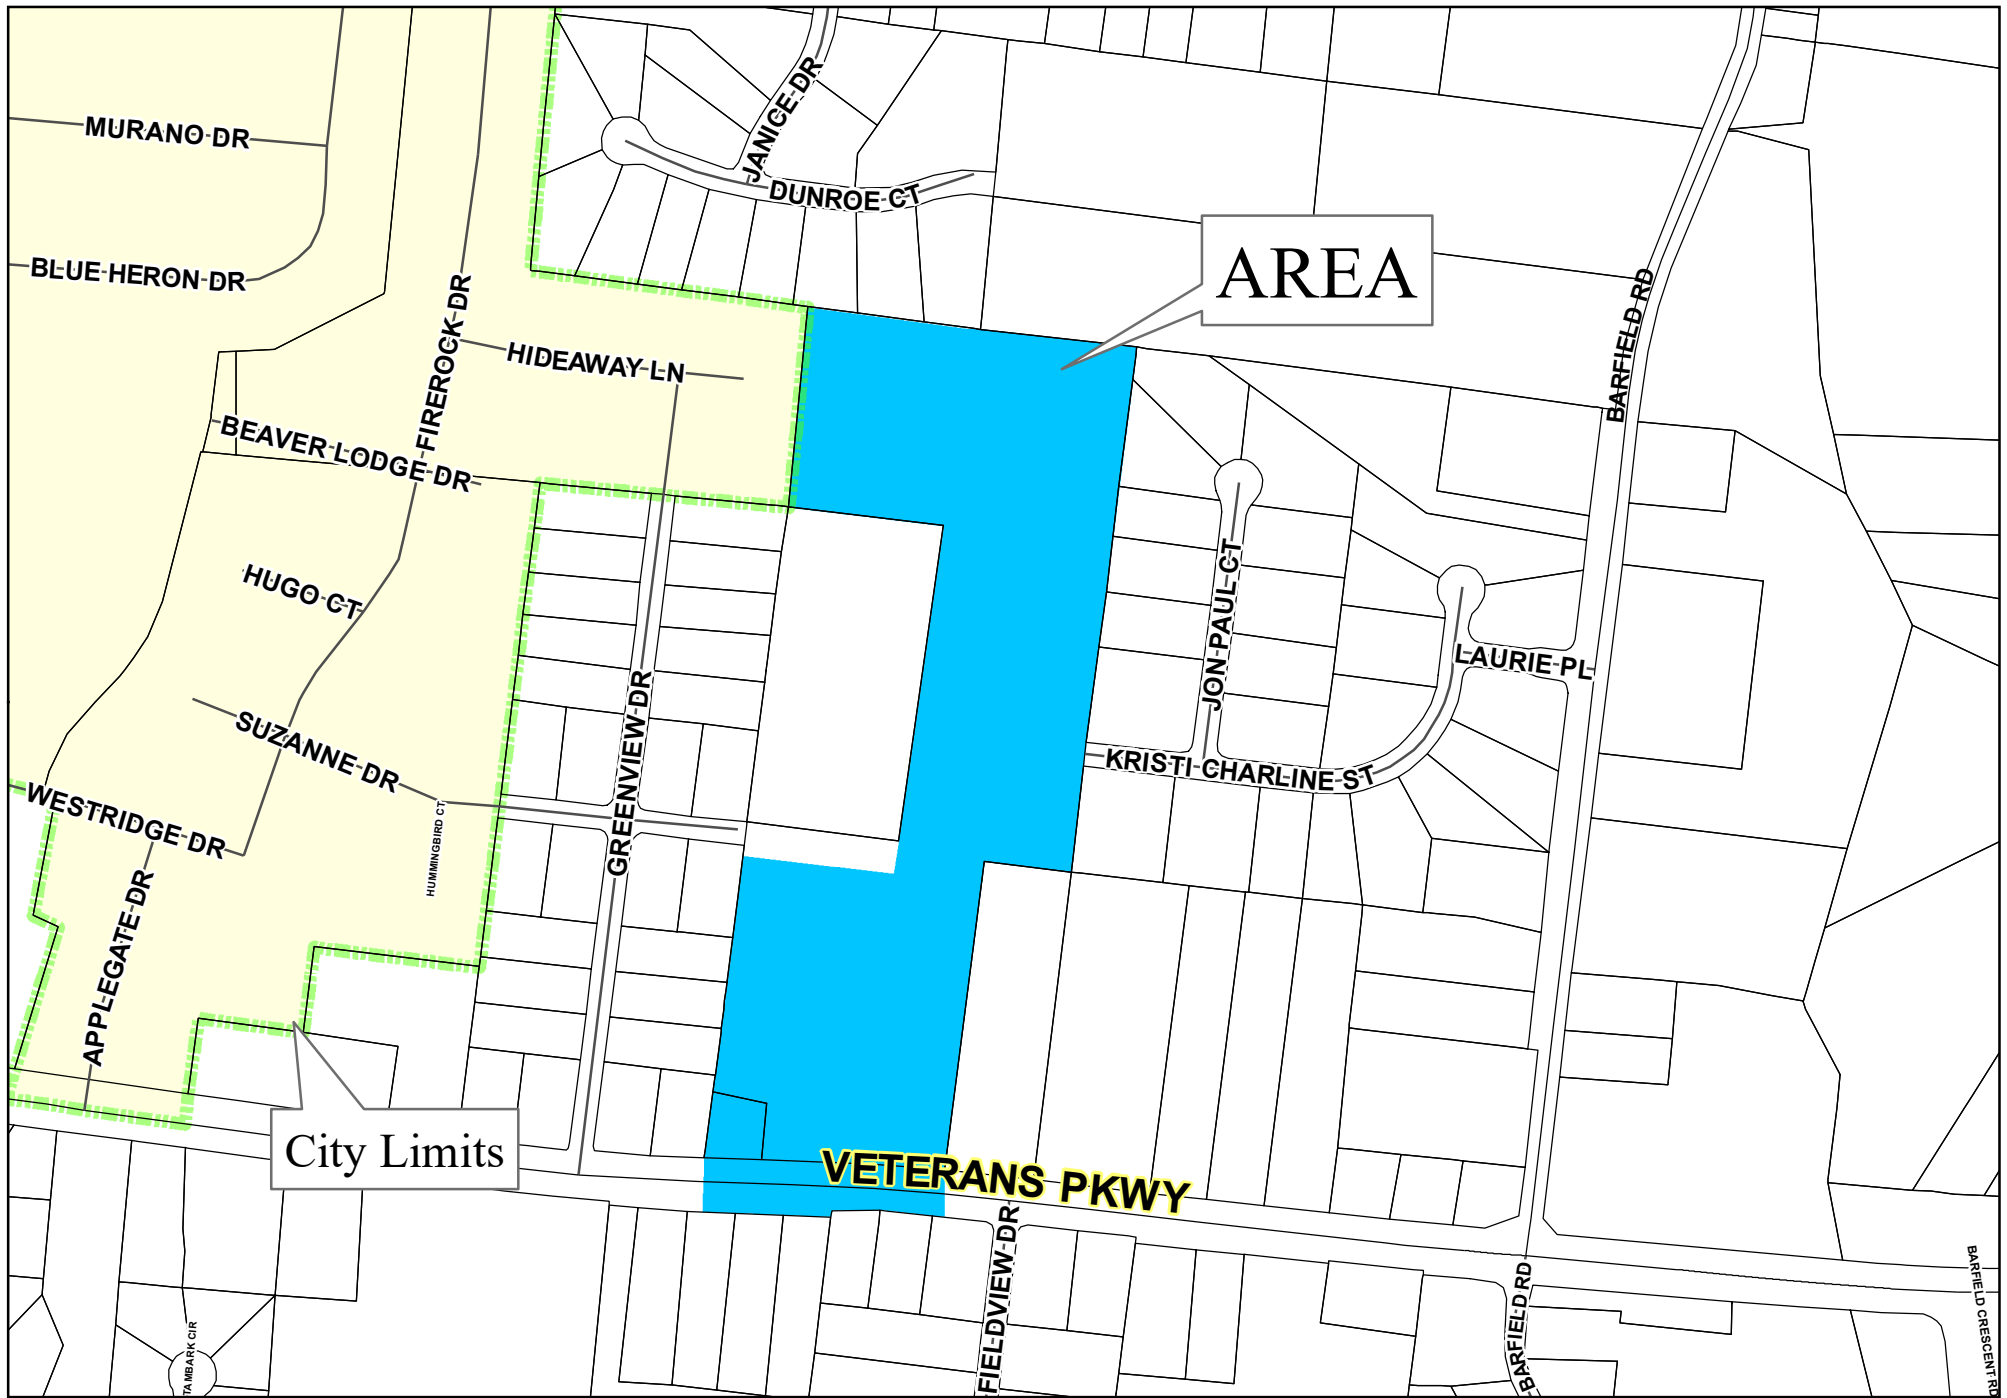 JANICE DR
MURANO DR
DUNROE CT
BLUE HERON DR
AREA
FIREROCK DR
BARFIELD RD
HIDEAWAY LN
BEAVER LODGE DR
HUGO CT
JON PAUL CT
LAURIE PL
GREENVIEW DR
SUZANNE DR
KRISTI CHARLINE ST
WESTRIDGE DR
HUMMINGBIRD CT
APPLEGATE DR
City Limits
VETERANS PKWY
FIELDVIEW DR
BARFIELD RD
BARFIELD CRESCENT RD
TAMBARK CIR